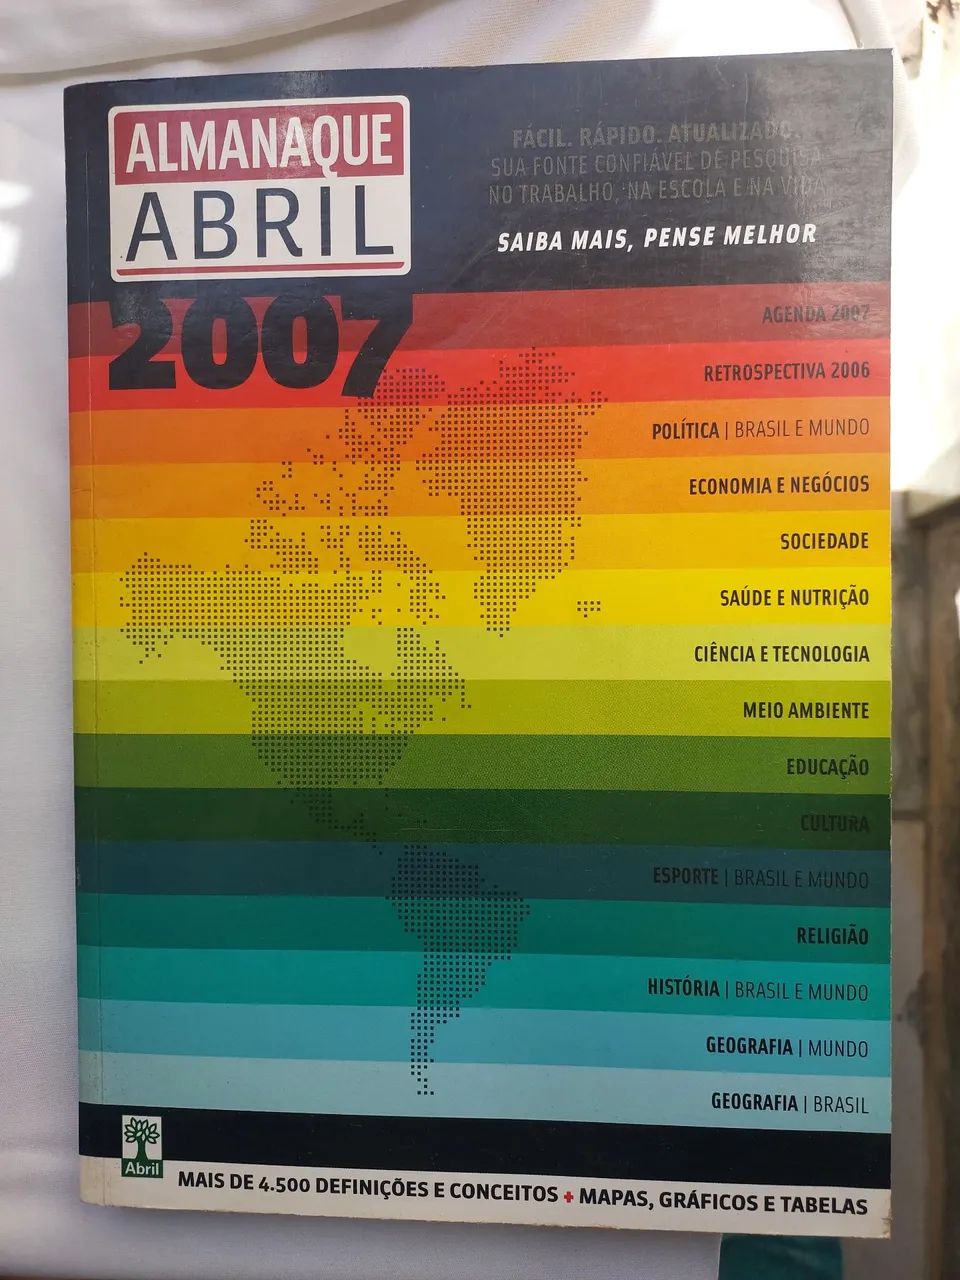 ALMANAQUE
ABRIL
2007
FÁCIL. RÁPIDO. ATUALIZADO.
SUA FONTE CONFIÁVEL DE PESQUISA
NO TRABALHO, NA ESCOLA E NA VIDA
SAIBA MAIS, PENSE MELHOR
AGENDA 2007
RETROSPECTIVA 2006
POLÍTICA | BRASIL E MUNDO
ECONOMIA E NEGÓCIOS
SOCIEDADE
SAÚDE E NUTRIÇÃO
CIÊNCIA E TECNOLOGIA
MEIO AMBIENTE
EDUCAÇÃO
CULTURA
ESPORTE | BRASIL E MUNDO
RELIGIÃO
HISTÓRIA | BRASIL E MUNDO
GEOGRAFIA | MUNDO
GEOGRAFIA | BRASIL
Abril
MAIS DE 4.500 DEFINIÇÕES E CONCEITOS + MAPAS, GRÁFICOS E TABELAS